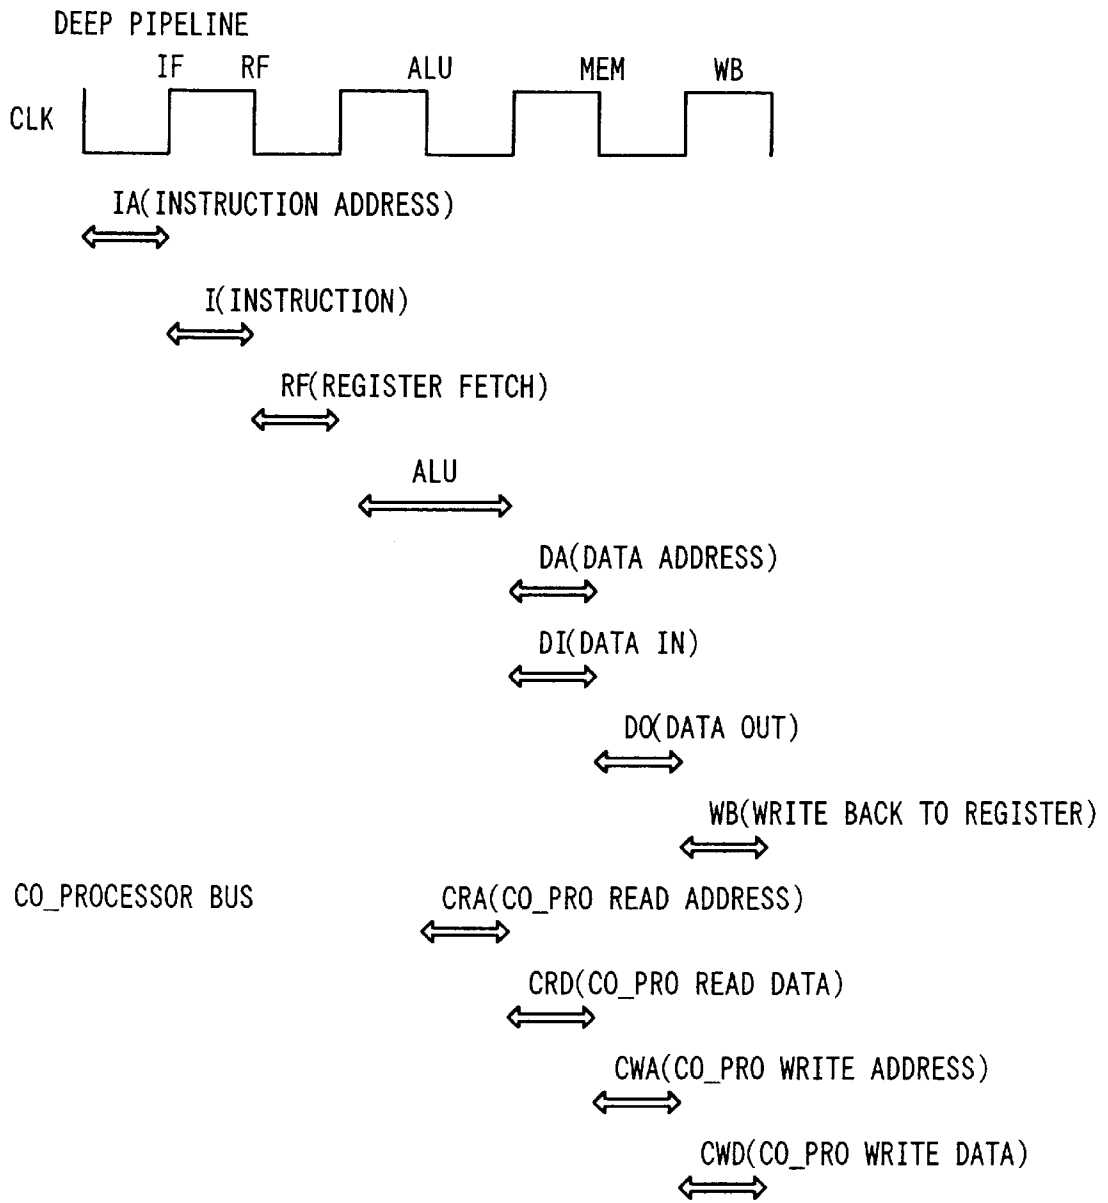 DEEP PIPELINE
IF RF ALU MEM WB
CLK
IA(INSTRUCTION ADDRESS)
I(INSTRUCTION)
RF(REGISTER FETCH)
ALU
DA(DATA ADDRESS)
DI(DATA IN)
DO(DATA OUT)
WB(WRITE BACK TO REGISTER)
CO_PROCESSOR BUS CRA(CO_PRO READ ADDRESS)
CRD(CO_PRO READ DATA)
CWA(CO_PRO WRITE ADDRESS)
CWD(CO_PRO WRITE DATA)